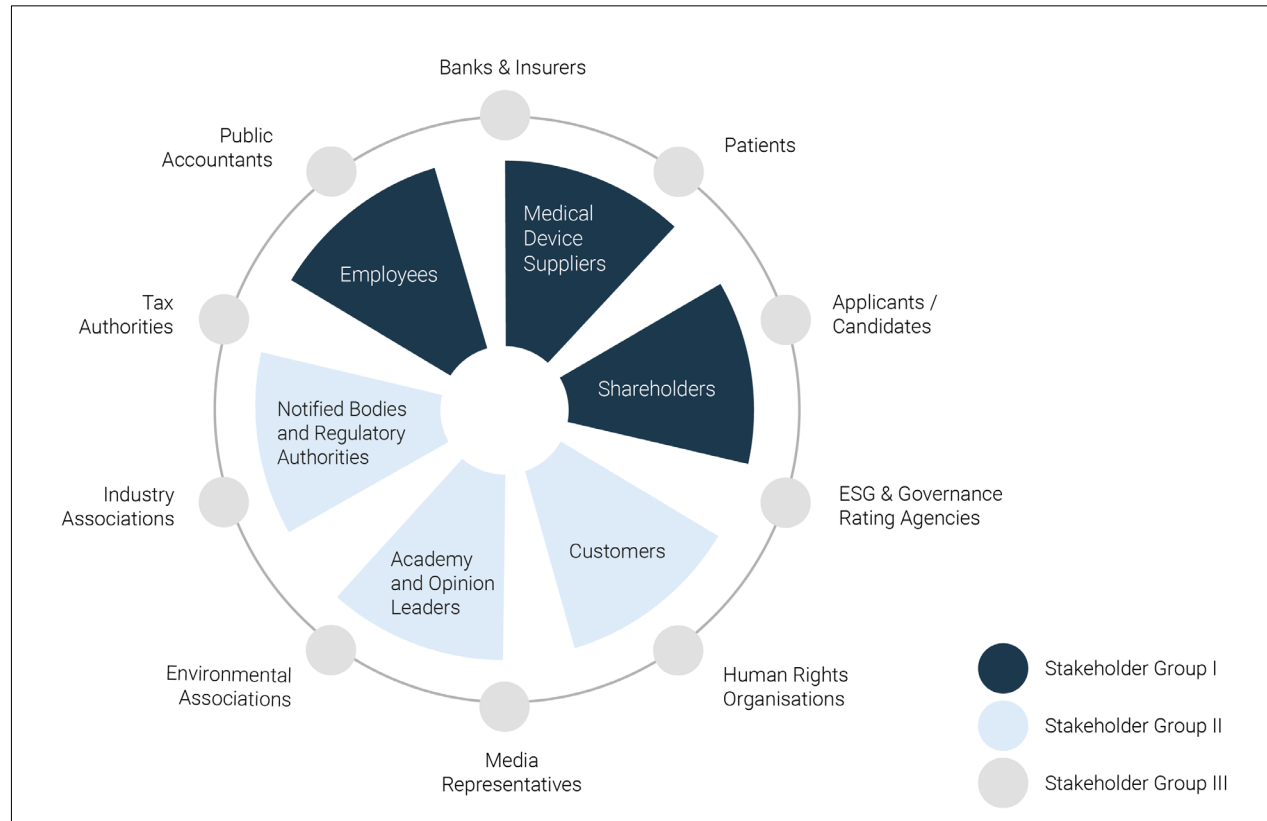 Banks & Insurers
Patients
Applicants /
Candidates
ESG & Governance
Rating Agencies
Human Rights
Organisations
Media
Representatives
Environmental
Associations
Industry
Associations
Tax
Authorities
Public
Accountants
Medical
Device
Suppliers
Shareholders
Customers
Academy
and Opinion
Leaders
Notified Bodies
and Regulatory
Authorities
Employees
Stakeholder Group I
Stakeholder Group II
Stakeholder Group III